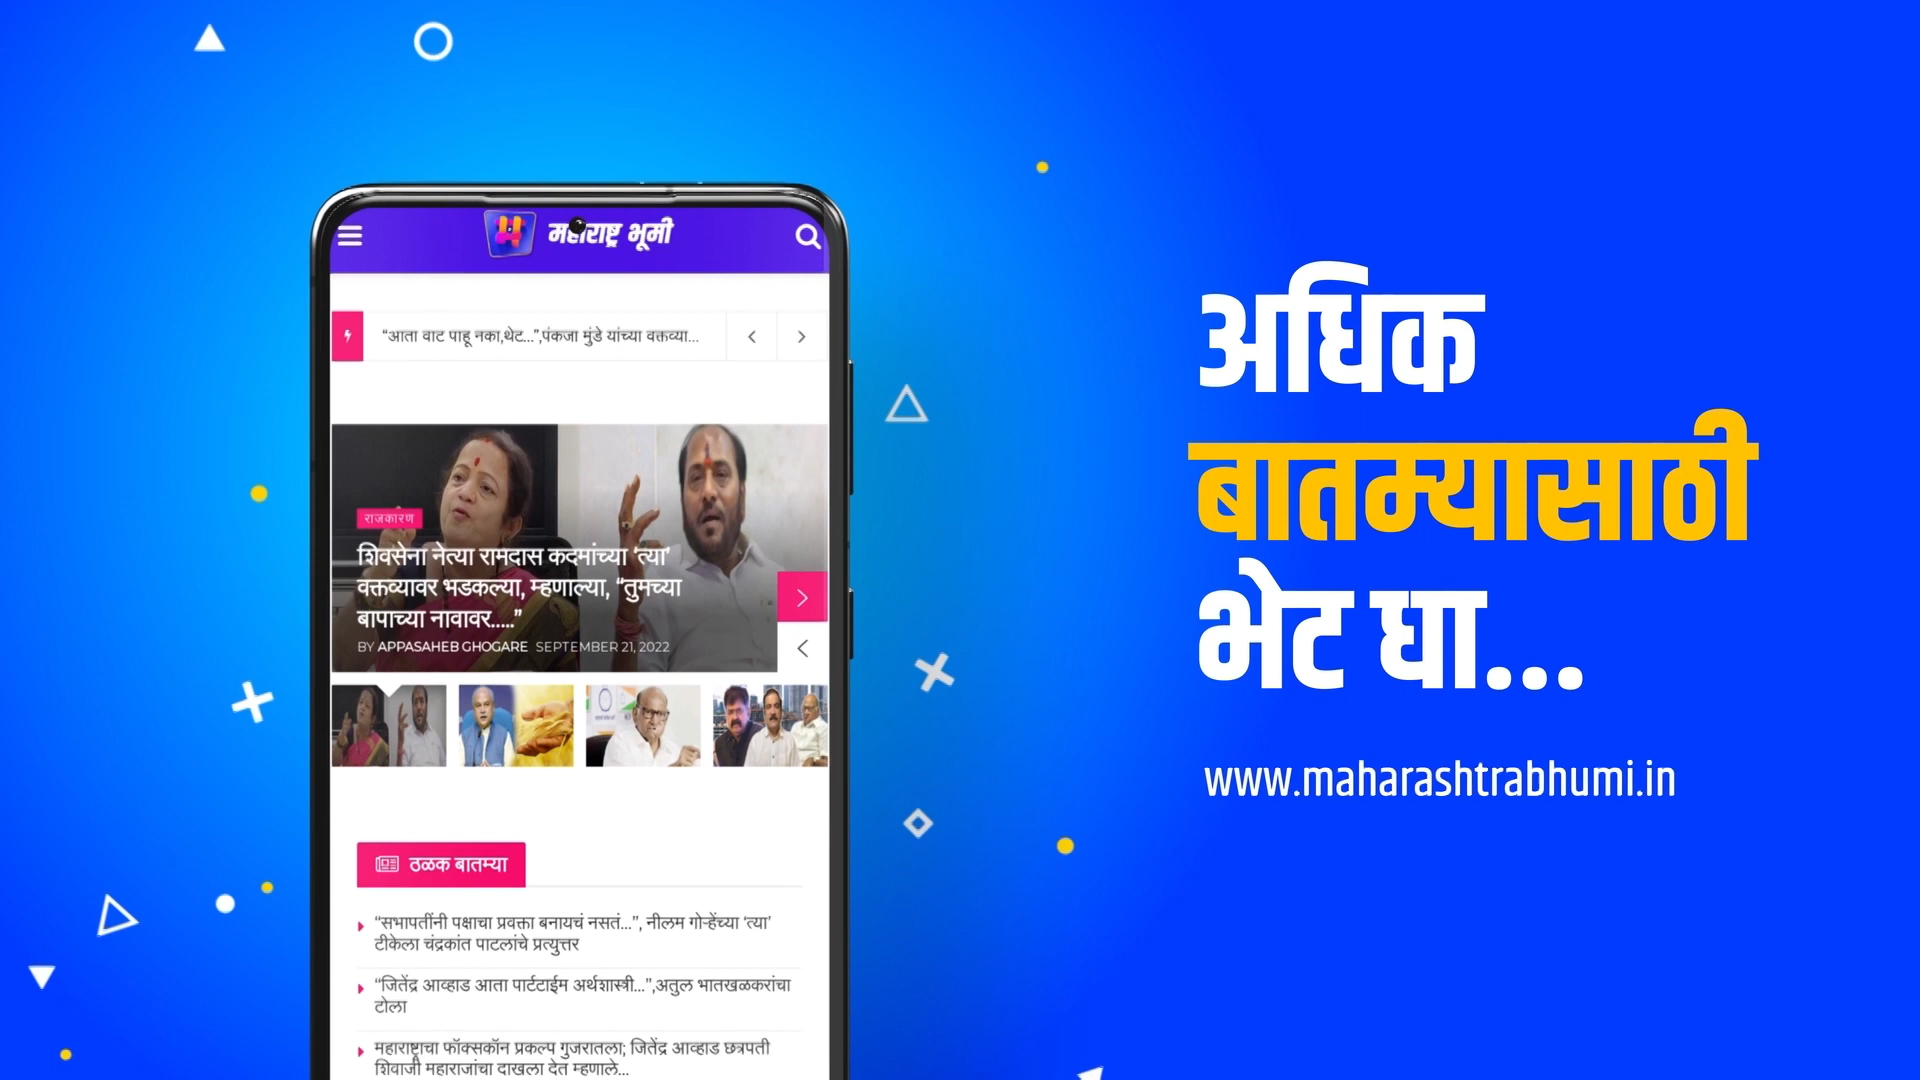 महाराष्ट्र भूमी
“आता वाट पाहू नका,थेट...”,पंकजा मुंडे यांच्या वक्तव्या...
राजकारण
शिवसेना नेत्या रामदास कदमांच्या ‘त्या’
वक्तव्यावर भडकल्या, म्हणाल्या, “तुमच्या
बापाच्या नावावर.....”
BY APPASAHEB GHOGARE SEPTEMBER 21, 2022
ठळक बातम्या
“सभापतींनी पक्षाचा प्रवक्ता बनायचं नसतं...”, नीलम गोऱ्हेंच्या ‘त्या’
टीकेला चंद्रकांत पाटलांचे प्रत्युत्तर
“जितेंद्र आव्हाड आता पार्टटाईम अर्थशास्त्री...”,अतुल भातखळकरांचा
टोला
महाराष्ट्राचा फॉक्सकॉन प्रकल्प गुजरातला; जितेंद्र आव्हाड छत्रपती
शिवाजी महाराजांचा दाखला देत म्हणाले...
अधिक
बातम्यासाठी
भेट घा...
www.maharashtrabhumi.in